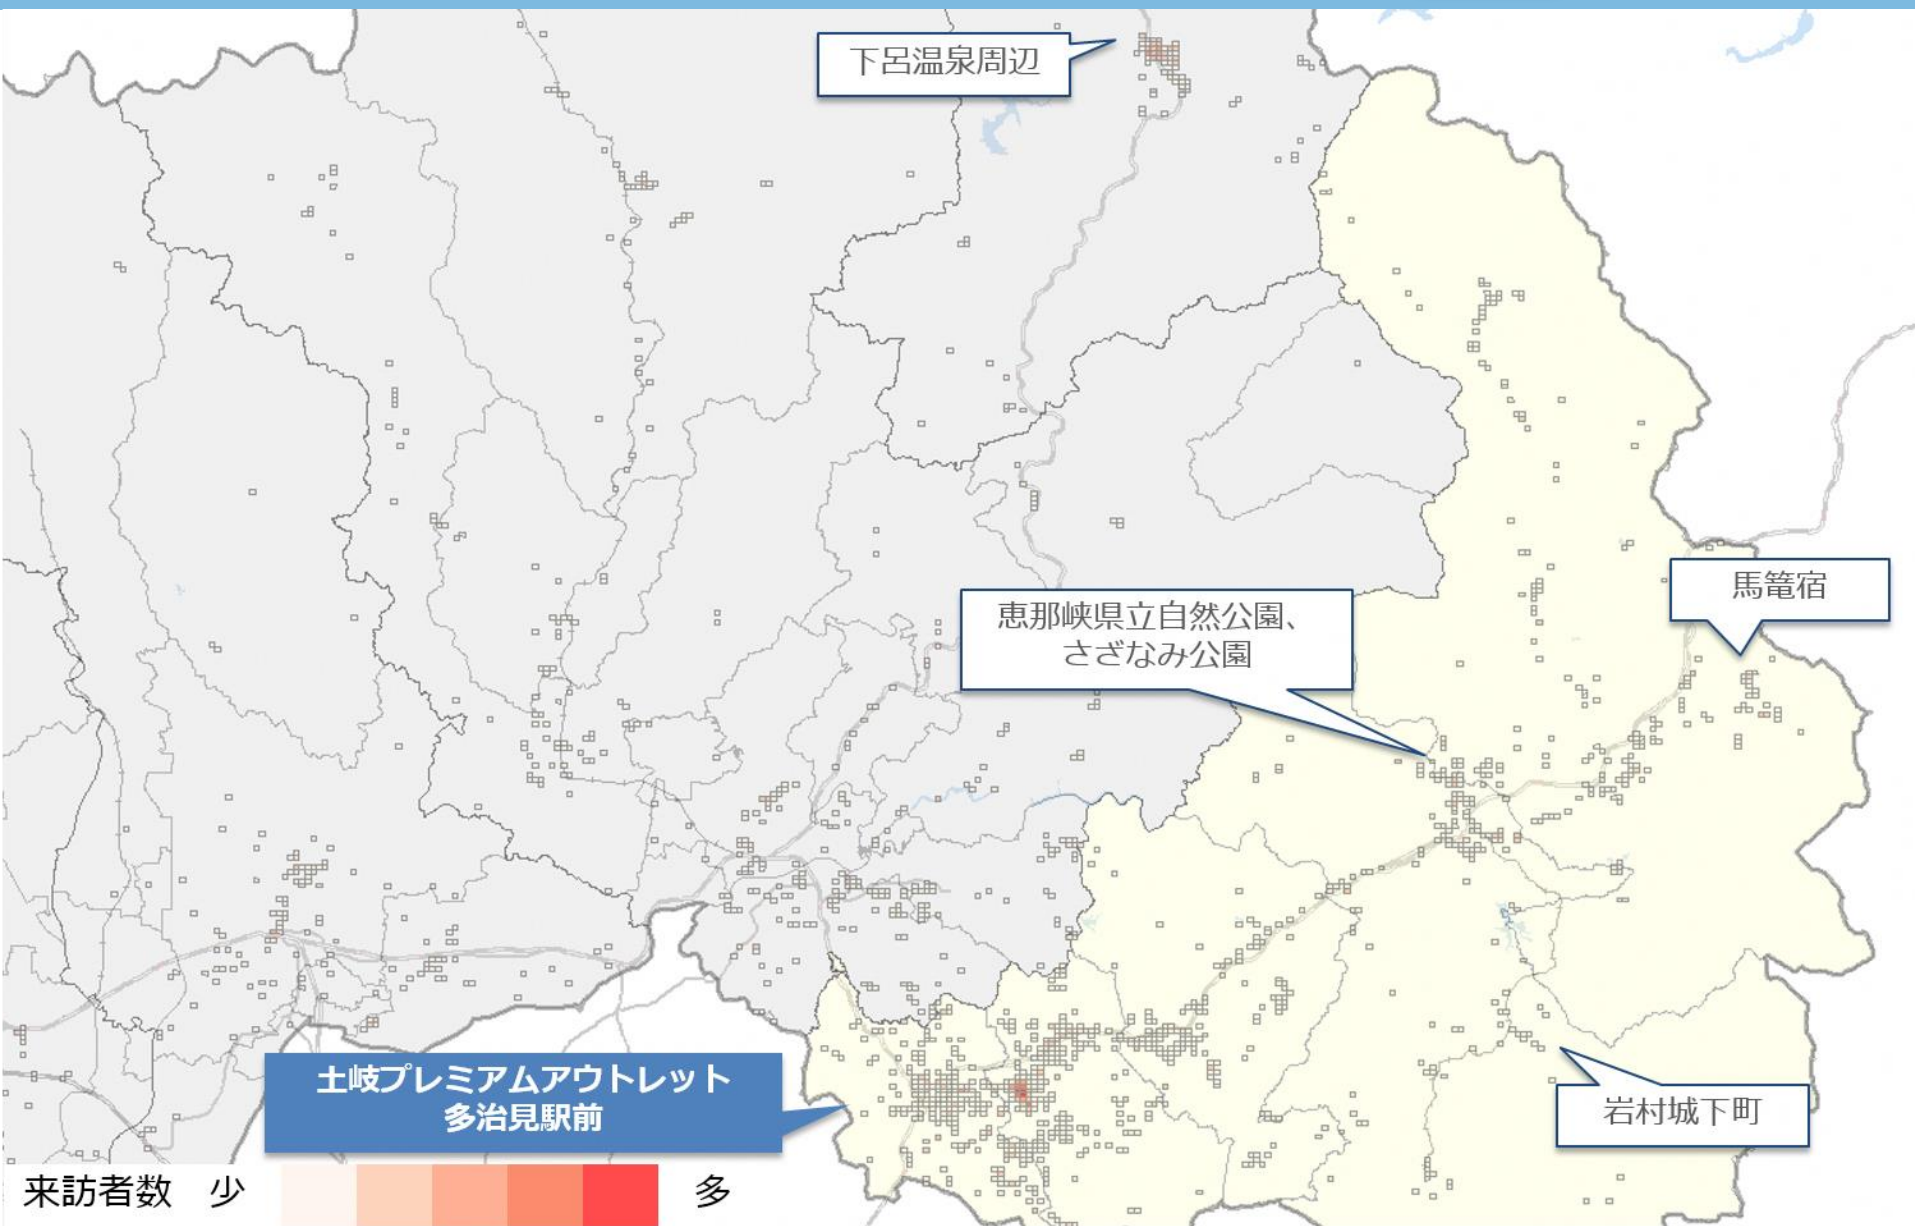 下呂温泉周辺
馬篭宿
恵那峡県立自然公園、
さざなみ公園
土岐プレミアムアウトレット
多治見駅前
岩村城下町
来訪者数 少 多